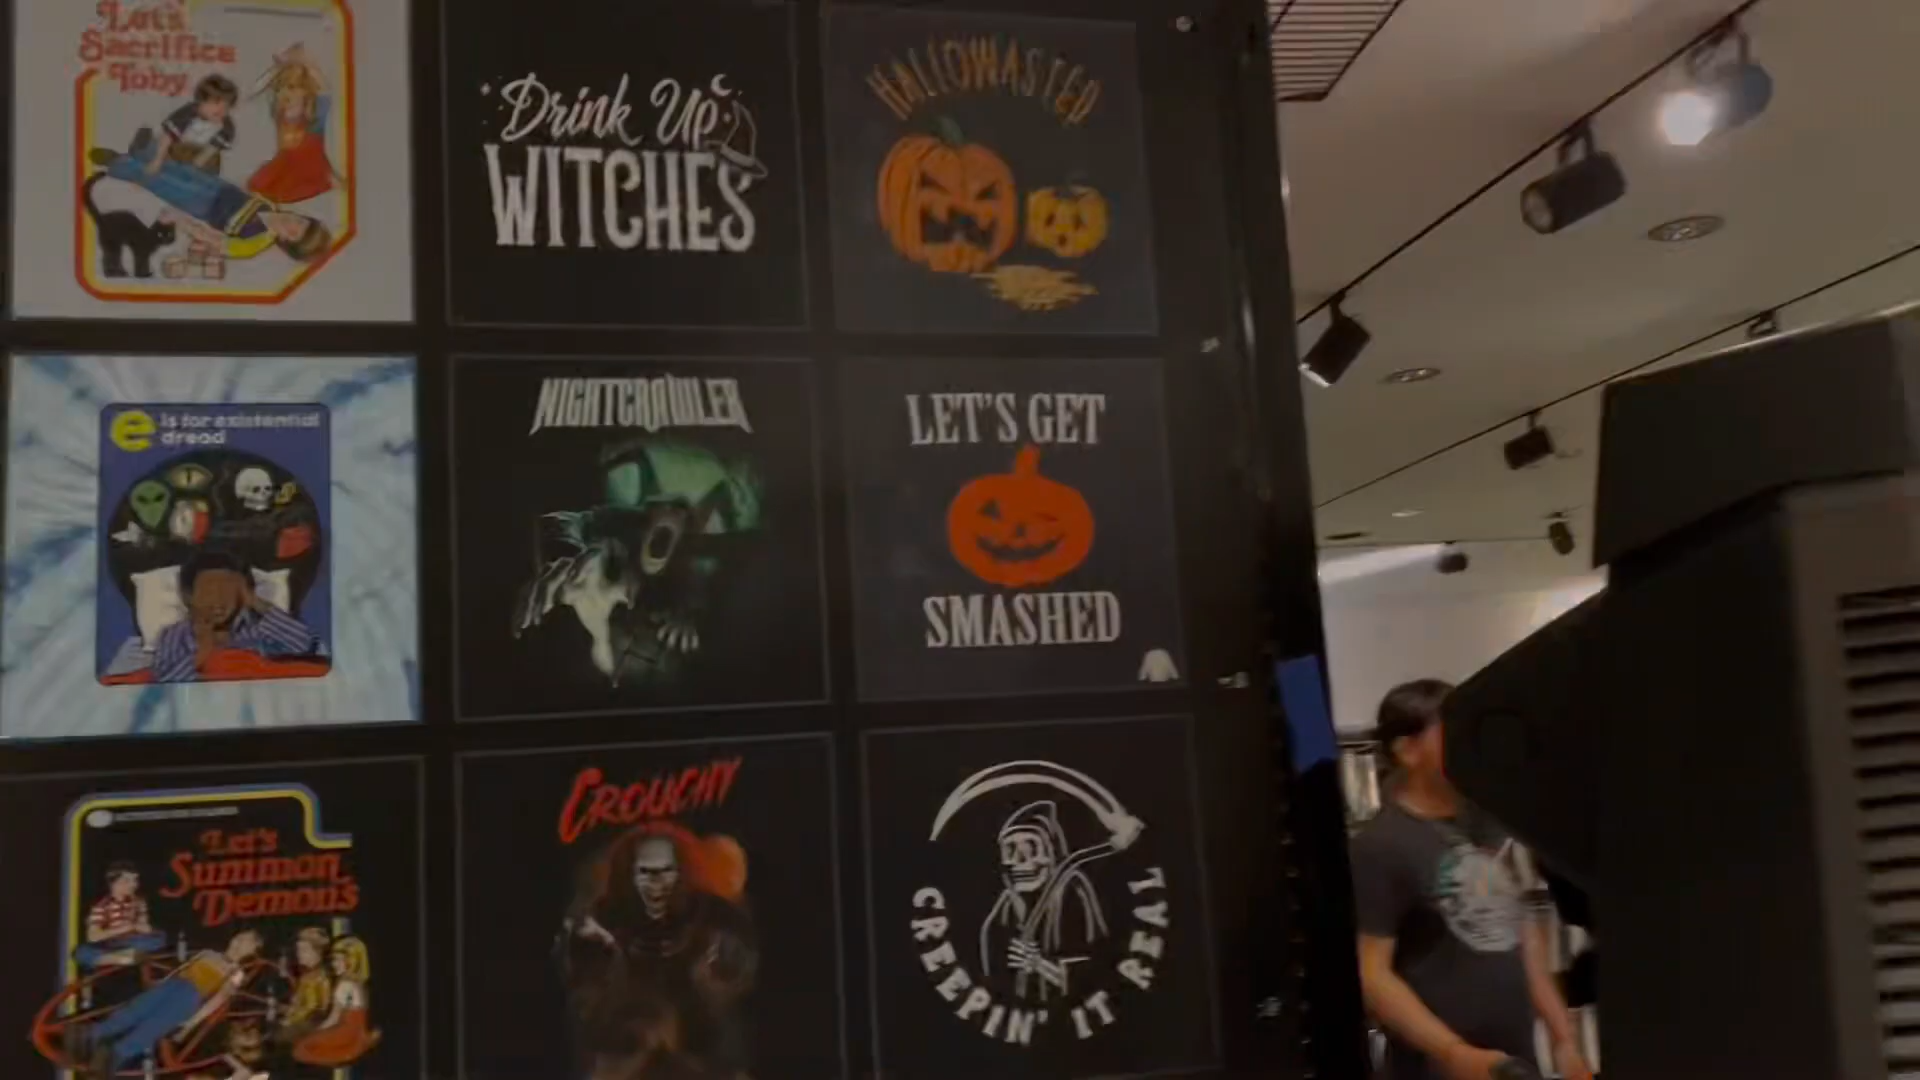 Let's
Sacrifice
Toby
Drink Up
WITCHES
HALLOWASTED
e is for existential
dread
NIGHTCRAWLER
LET'S GET
SMASHED
Let's
Summon
Demons
CROUCHY
CREEPIN' IT REAL